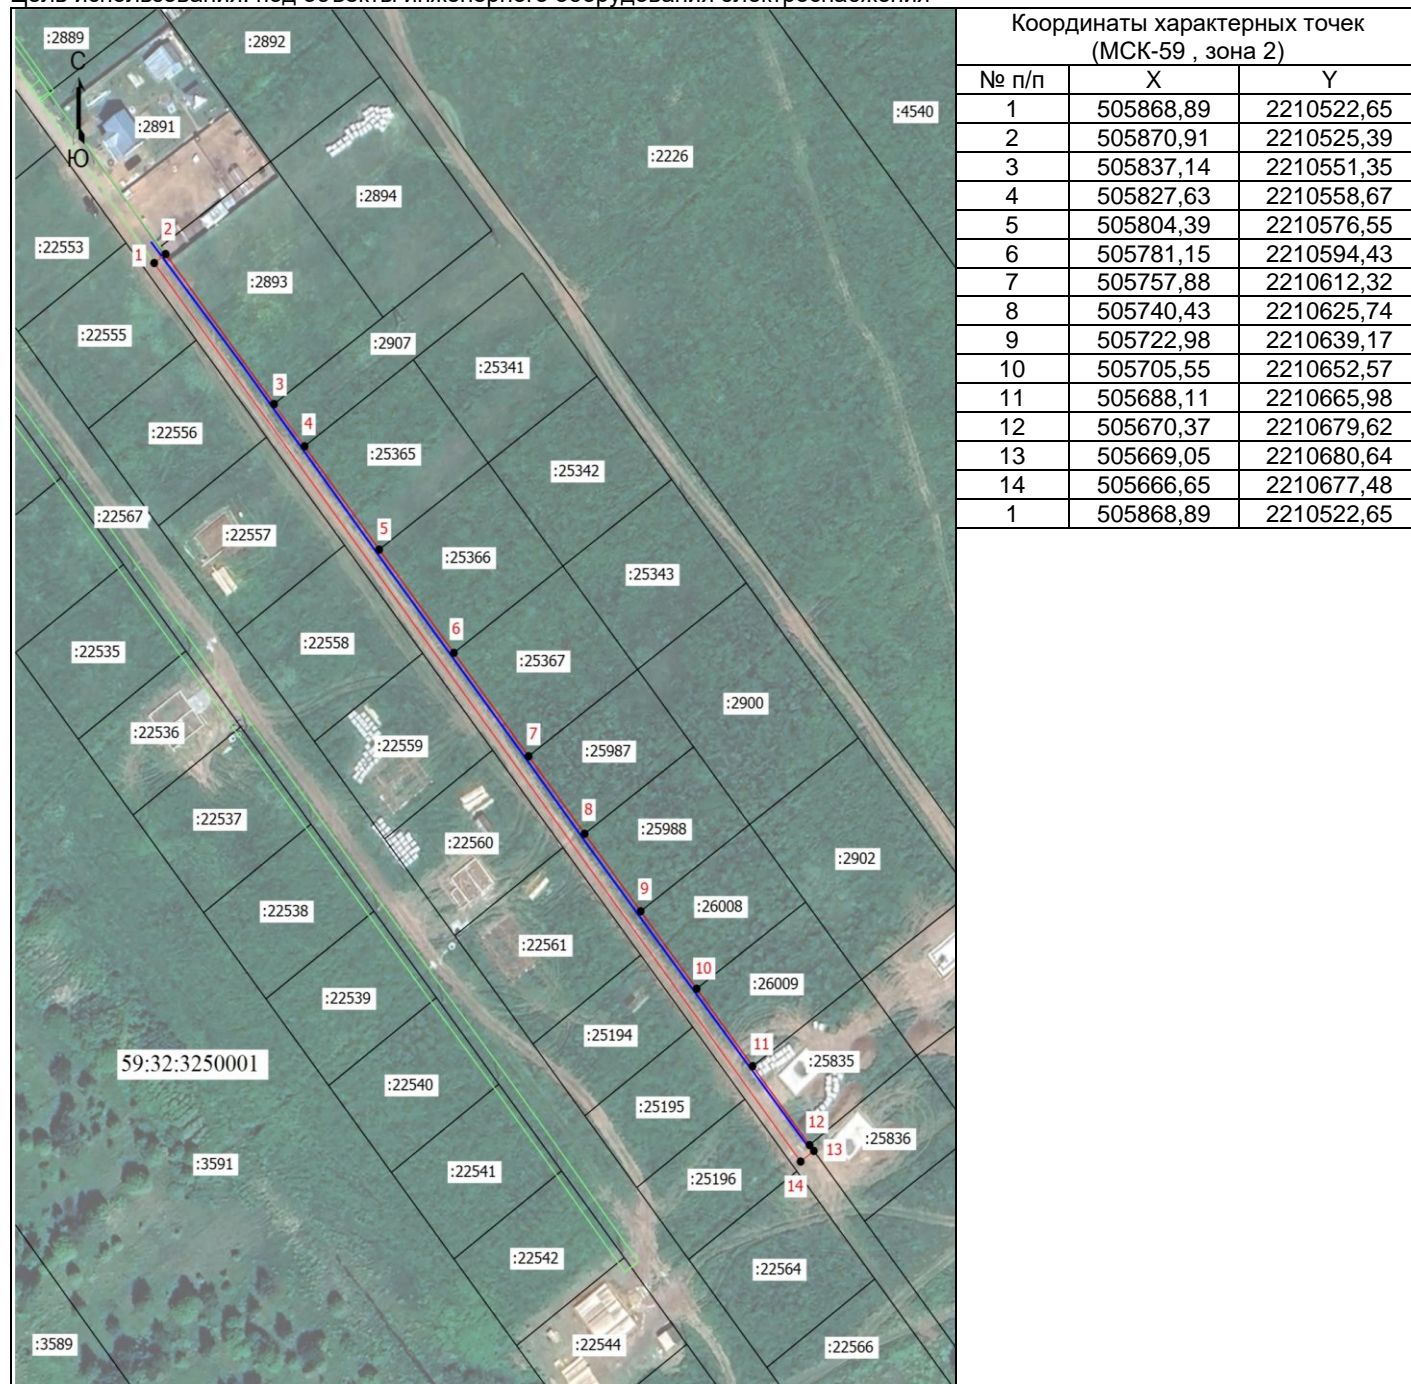 Цель использования: под объекты инженерного оборудования электроснабжения
Координаты характерных точек
(МСК-59 , зона 2)
№ п/п X Y
1 505868,89 2210522,65
2 505870,91 2210525,39
3 505837,14 2210551,35
4 505827,63 2210558,67
5 505804,39 2210576,55
6 505781,15 2210594,43
7 505757,88 2210612,32
8 505740,43 2210625,74
9 505722,98 2210639,17
10 505705,55 2210652,57
11 505688,11 2210665,98
12 505670,37 2210679,62
13 505669,05 2210680,64
14 505666,65 2210677,48
1 505868,89 2210522,65
:2889
:2892
С
:4540
:2891
Ю
:2226
:2894
2
:22553
1
:2893
:22555
:2907
:25341
3
4
:22556
:25365
:25342
:22567
5
:22557
:25366
:25343
6
:22558
:22535
:25367
:2900
:22536
7
:22559
:25987
:22537
8
:25988
:22560
:2902
9
:26008
:22538
:22561
10
:26009
:22539
:25194
11
59:32:3250001
:25835
:22540
:25195
12
:25836
13
:3591
:22541
:25196
14
:22542
:22564
:3589
:22544
:22566